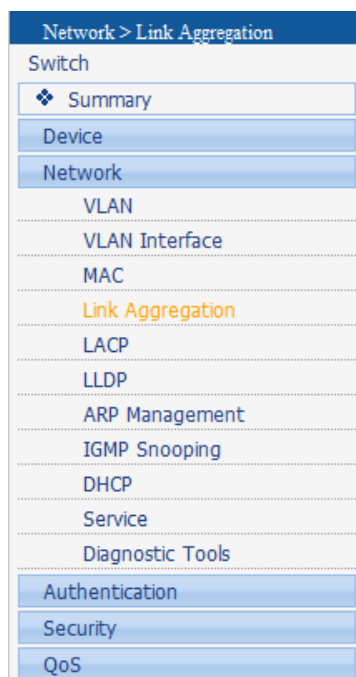 Network > Link Aggregation
Switch
Summary
Device
Network
VLAN
VLAN Interface
MAC
Link Aggregation
LACP
LLDP
ARP Management
IGMP Snooping
DHCP
Service
Diagnostic Tools
Authentication
Security
QoS